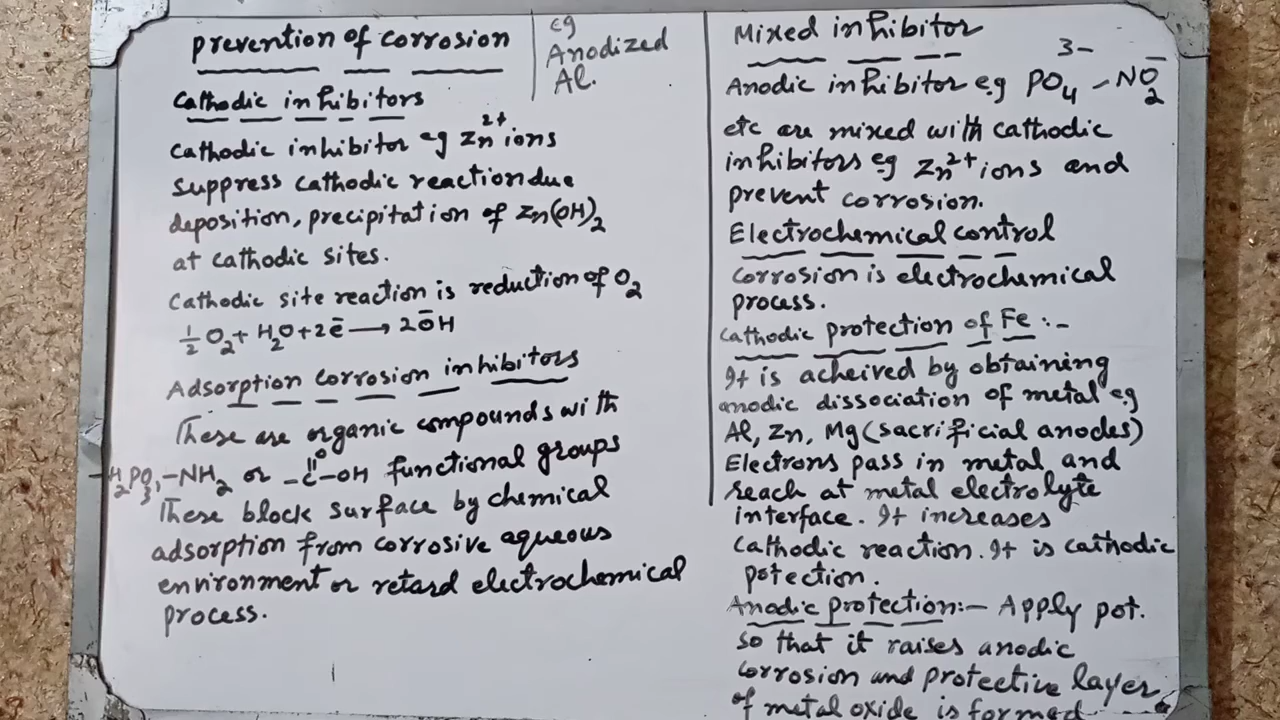 prevention of corrosion
eg
Anodized
Al.
Cathodic inhibitors
Cathodic inhibitor eg Zn²⁺ ions
suppress cathodic reaction due
deposition, precipitation of Zn(OH)₂
at cathodic sites.
Cathodic site reaction is reduction of O₂
½ O₂ + H₂O + 2e⁻ ⟶ 2ōH
Adsorption corrosion inhibitors
These are organic compounds with
-H₂PO₃, -NH₂ or -C(=O)-OH functional groups
These block surface by chemical
adsorption from corrosive aqueous
environment or retard electrochemical
process.
Mixed inhibitor
Anodic inhibitor e.g PO₄³⁻ - NO₂⁻
etc are mixed with cathodic
inhibitors eg Zn²⁺ ions and
prevent corrosion.
Electrochemical control
corrosion is electrochemical
process.
Cathodic protection of Fe :-
It is acheived by obtaining
anodic dissociation of metal eg
Al, Zn, Mg (sacrificial anodes)
Electrons pass in metal and
reach at metal electrolyte
interface. It increases
cathodic reaction. It is cathodic
potection.
Anodic protection:- Apply pot.
so that it raises anodic
corrosion and protective layer
of metal oxide is formed